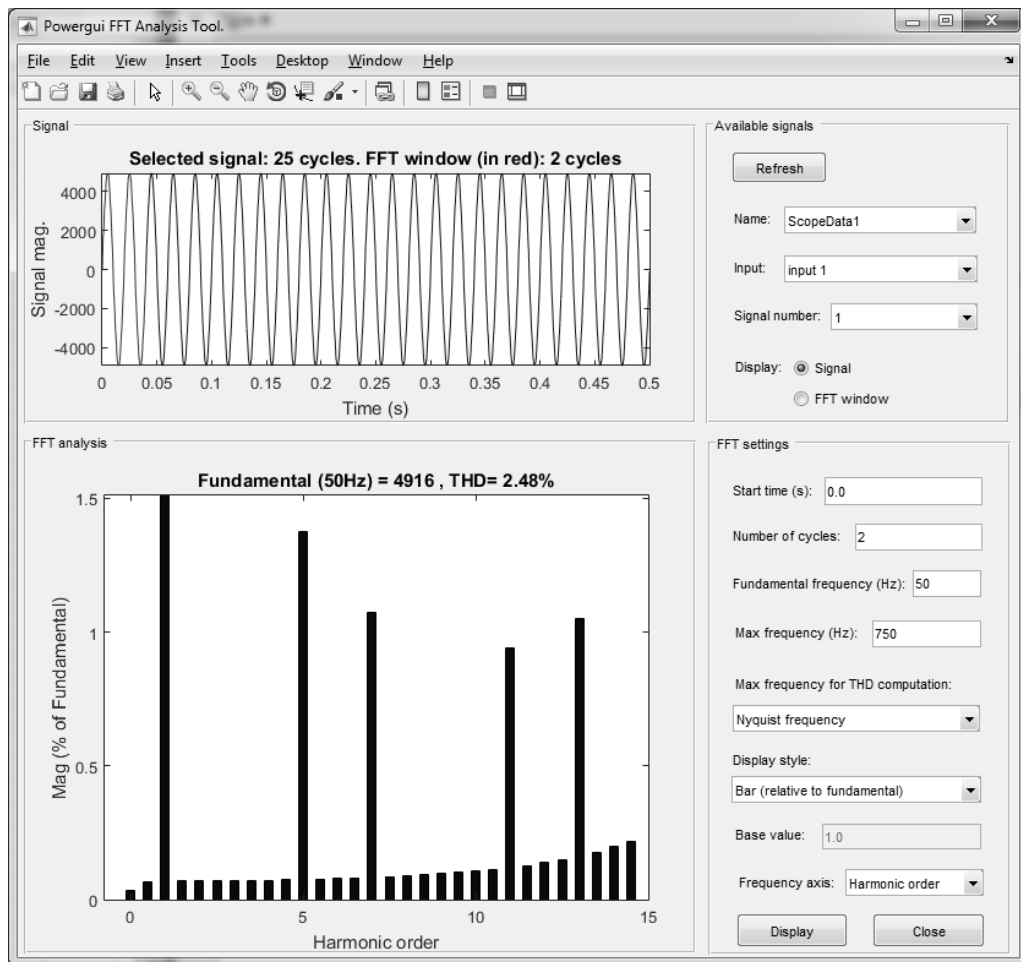 Powergui FFT Analysis Tool.
File Edit View Insert Tools Desktop Window Help
Signal
Selected signal: 25 cycles. FFT window (in red): 2 cycles
4000
2000
0
-2000
-4000
Signal mag.
0 0.05 0.1 0.15 0.2 0.25 0.3 0.35 0.4 0.45 0.5
Time (s)
Available signals
Refresh
Name: ScopeData1
Input: input 1
Signal number: 1
Display: Signal
FFT window
FFT analysis
Fundamental (50Hz) = 4916 , THD= 2.48%
1.5
1
0.5
0
Mag (% of Fundamental)
0 5 10 15
Harmonic order
FFT settings
Start time (s): 0.0
Number of cycles: 2
Fundamental frequency (Hz): 50
Max frequency (Hz): 750
Max frequency for THD computation:
Nyquist frequency
Display style:
Bar (relative to fundamental)
Base value: 1.0
Frequency axis: Harmonic order
Display Close